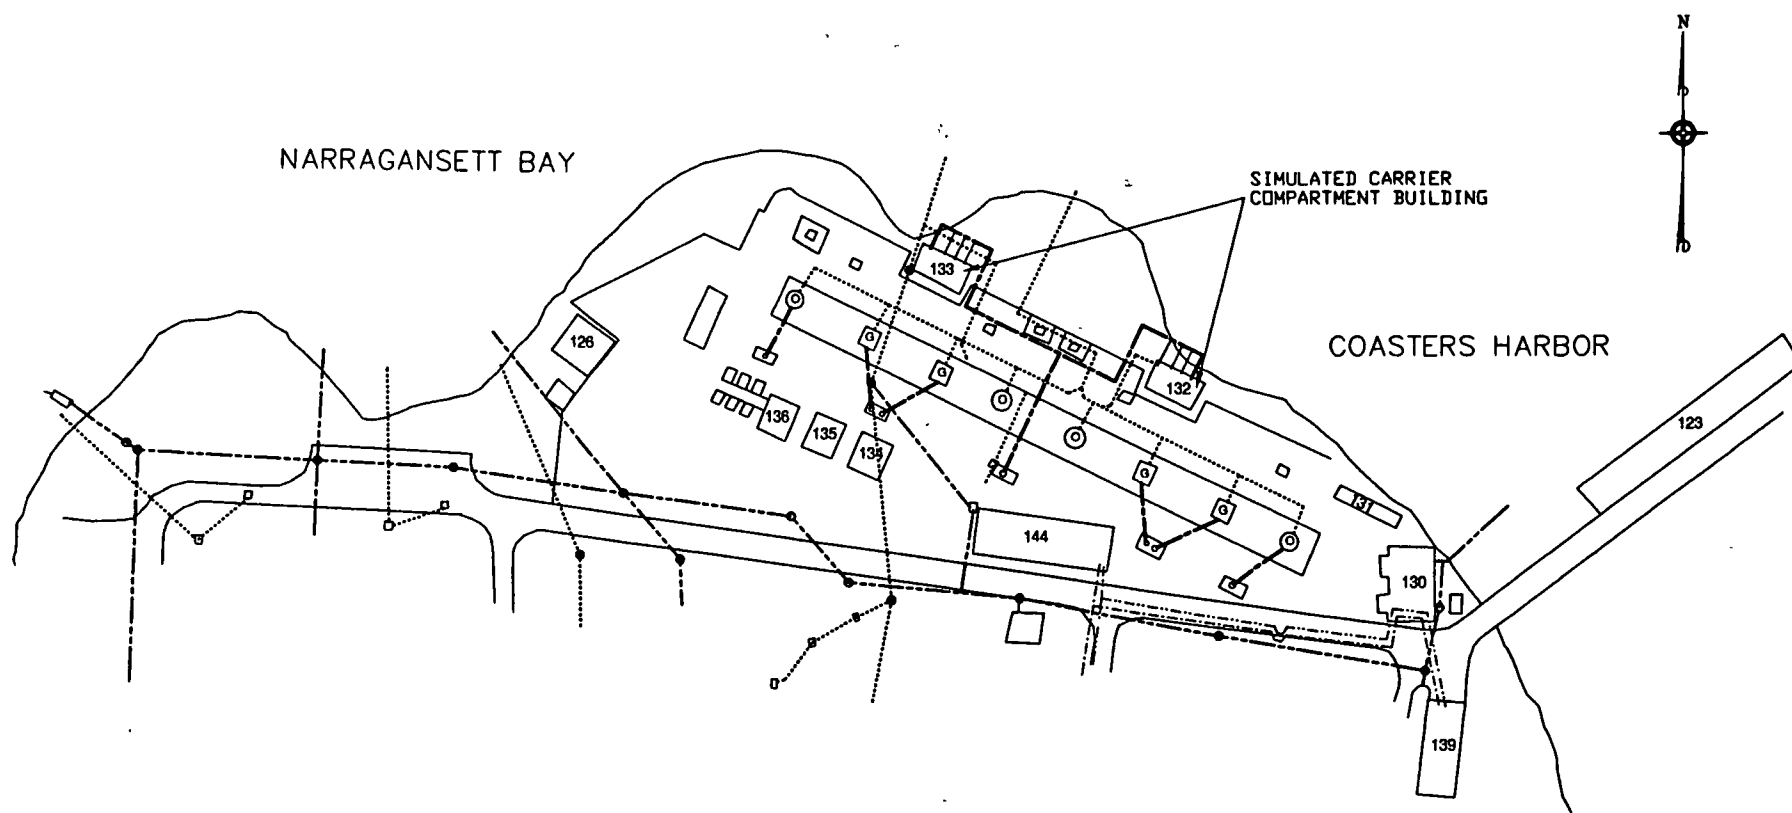 N
NARRAGANSETT BAY
SIMULATED CARRIER
COMPARTMENT BUILDING
133
126
COASTERS HARBOR
G
132
G
136
123
135
134
G
131
G
144
130
139